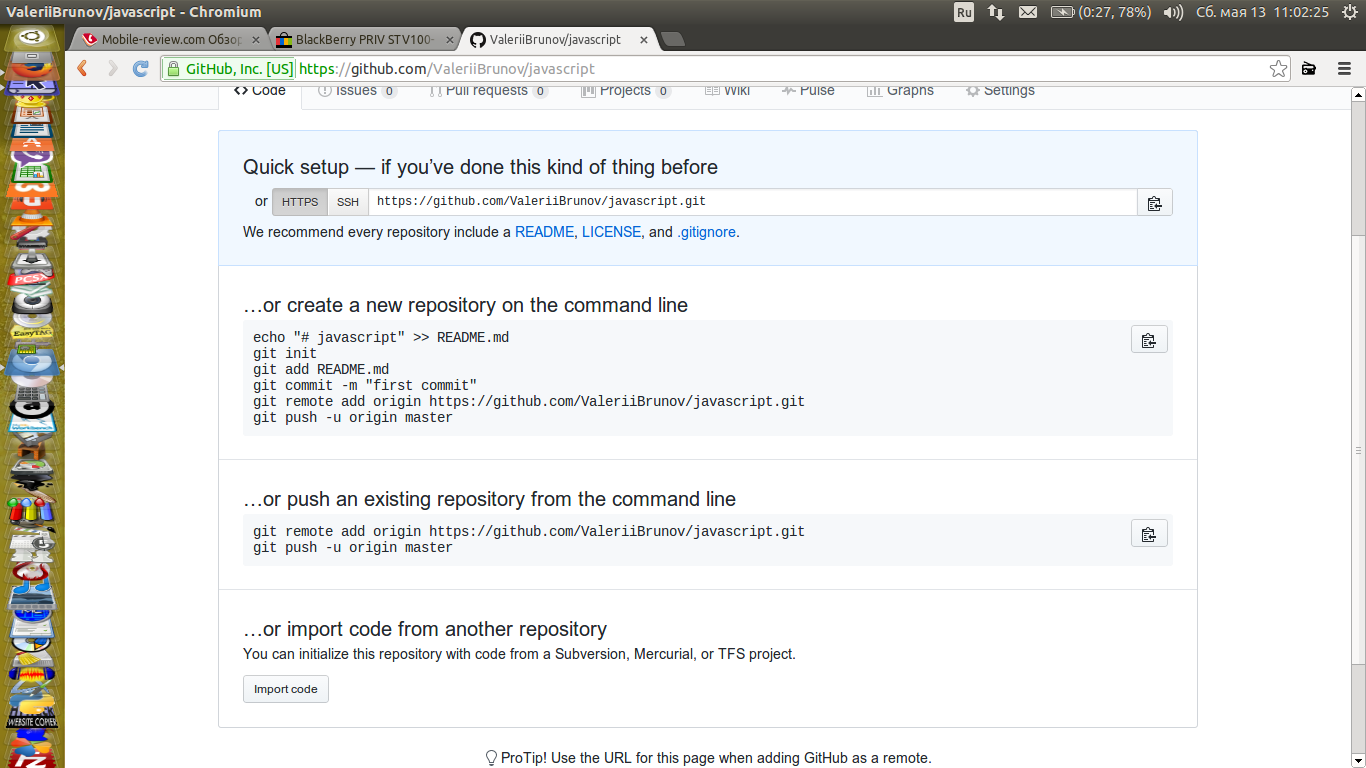 ValeriiBrunov/javascript - Chromium
Ru
(0:27, 78%)
Сб. мая 13 11:02:25
Mobile-review.com Обзор
BlackBerry PRIV STV100-
ValeriiBrunov/javascript
GitHub, Inc. [US]
https://github.com/ValeriiBrunov/javascript
Code
Issues 0
Pull requests 0
Projects 0
Wiki
Pulse
Graphs
Settings
Quick setup — if you’ve done this kind of thing before
or HTTPS SSH https://github.com/ValeriiBrunov/javascript.git
We recommend every repository include a README, LICENSE, and .gitignore.
…or create a new repository on the command line
echo "# javascript" >> README.md
git init
git add README.md
git commit -m "first commit"
git remote add origin https://github.com/ValeriiBrunov/javascript.git
git push -u origin master
…or push an existing repository from the command line
git remote add origin https://github.com/ValeriiBrunov/javascript.git
git push -u origin master
…or import code from another repository
You can initialize this repository with code from a Subversion, Mercurial, or TFS project.
Import code
ProTip! Use the URL for this page when adding GitHub as a remote.
PCSX
EasyTAG
WEBSITE COPIER